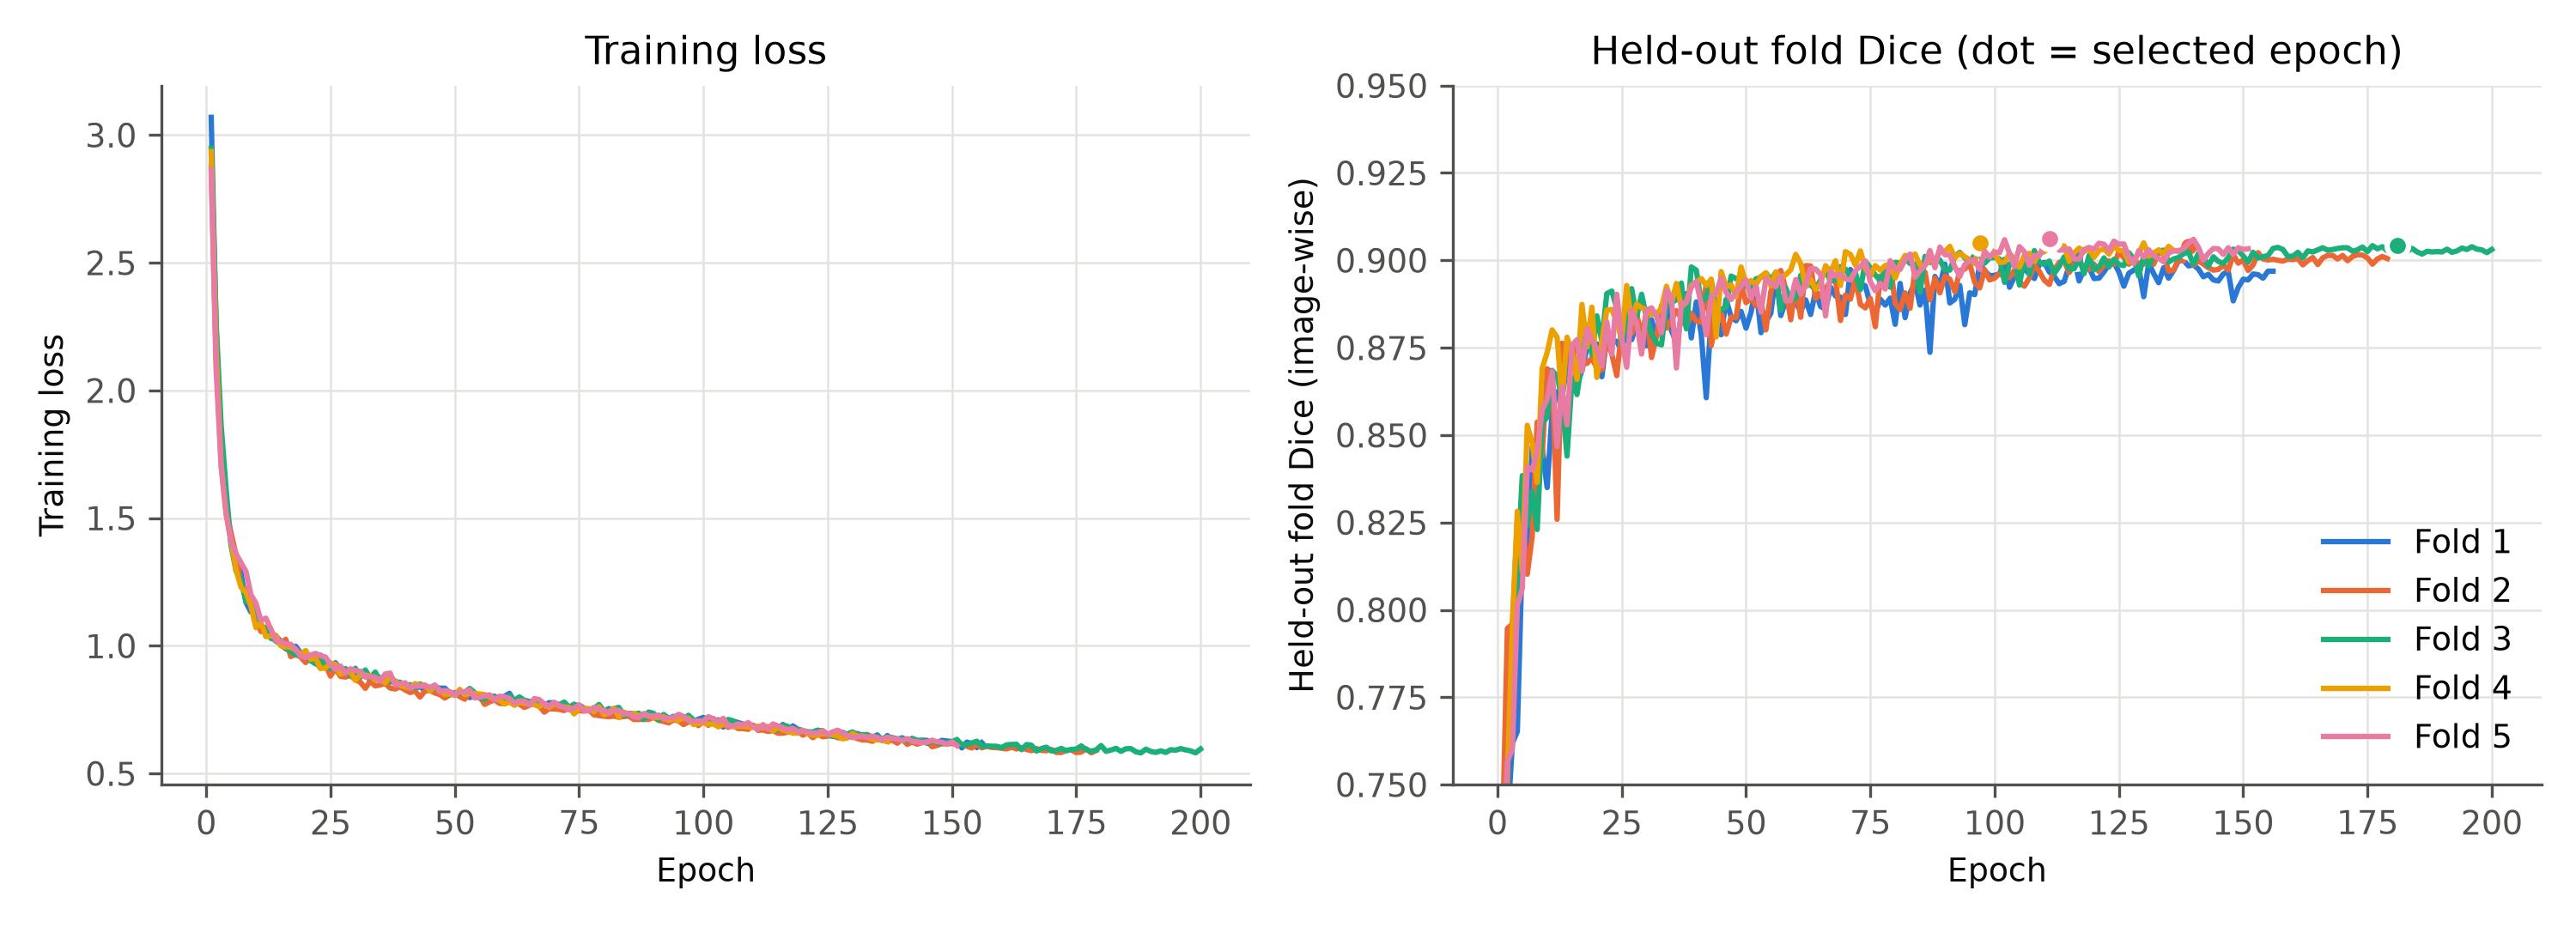 Training loss
Training loss
3.0
2.5
2.0
1.5
1.0
0.5
0 25 50 75 100 125 150 175 200
Epoch
Held-out fold Dice (dot = selected epoch)
Held-out fold Dice (image-wise)
0.950
0.925
0.900
0.875
0.850
0.825
0.800
0.775
0.750
0 25 50 75 100 125 150 175 200
Epoch
Fold 1
Fold 2
Fold 3
Fold 4
Fold 5